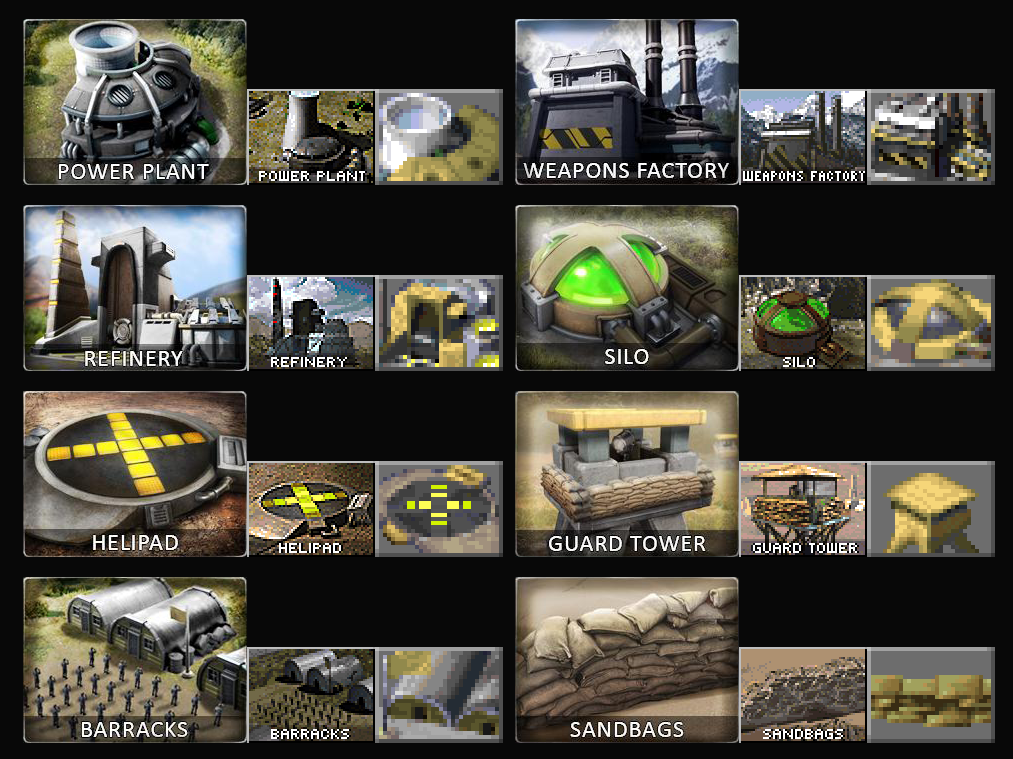 POWER PLANT
POWER PLANT
WEAPONS FACTORY
WEAPONS FACTORY
REFINERY
REFINERY
SILO
SILO
HELIPAD
HELIPAD
GUARD TOWER
GUARD TOWER
BARRACKS
BARRACKS
SANDBAGS
SANDBAGS